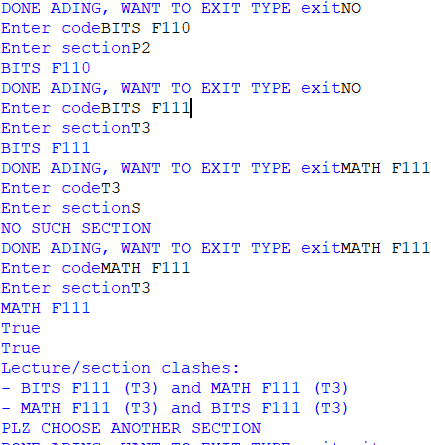 DONE ADING, WANT TO EXIT TYPE exitNO
Enter codeBITS F110
Enter sectionP2
BITS F110
DONE ADING, WANT TO EXIT TYPE exitNO
Enter codeBITS F111
Enter sectionT3
BITS F111
DONE ADING, WANT TO EXIT TYPE exitMATH F111
Enter codeT3
Enter sectionS
NO SUCH SECTION
DONE ADING, WANT TO EXIT TYPE exitMATH F111
Enter codeMATH F111
Enter sectionT3
MATH F111
True
True
Lecture/section clashes:
- BITS F111 (T3) and MATH F111 (T3)
- MATH F111 (T3) and BITS F111 (T3)
PLZ CHOOSE ANOTHER SECTION